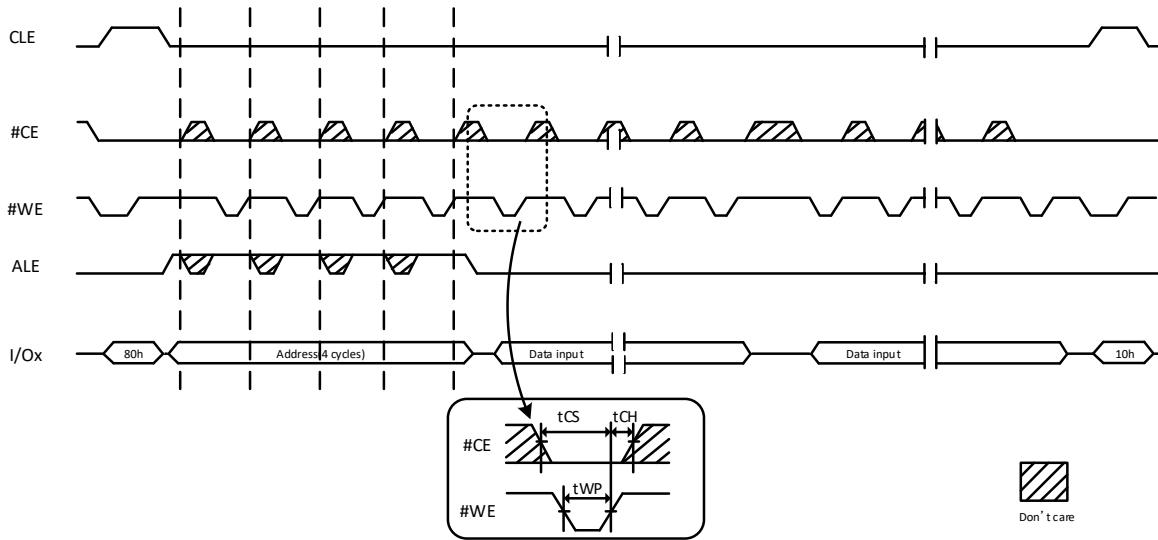 CLE
#CE
#WE
ALE
I/Ox
80h
Address(4 cycles)
Data input
Data input
10h
tCS
tCH
#CE
tWP
#WE
Don't care